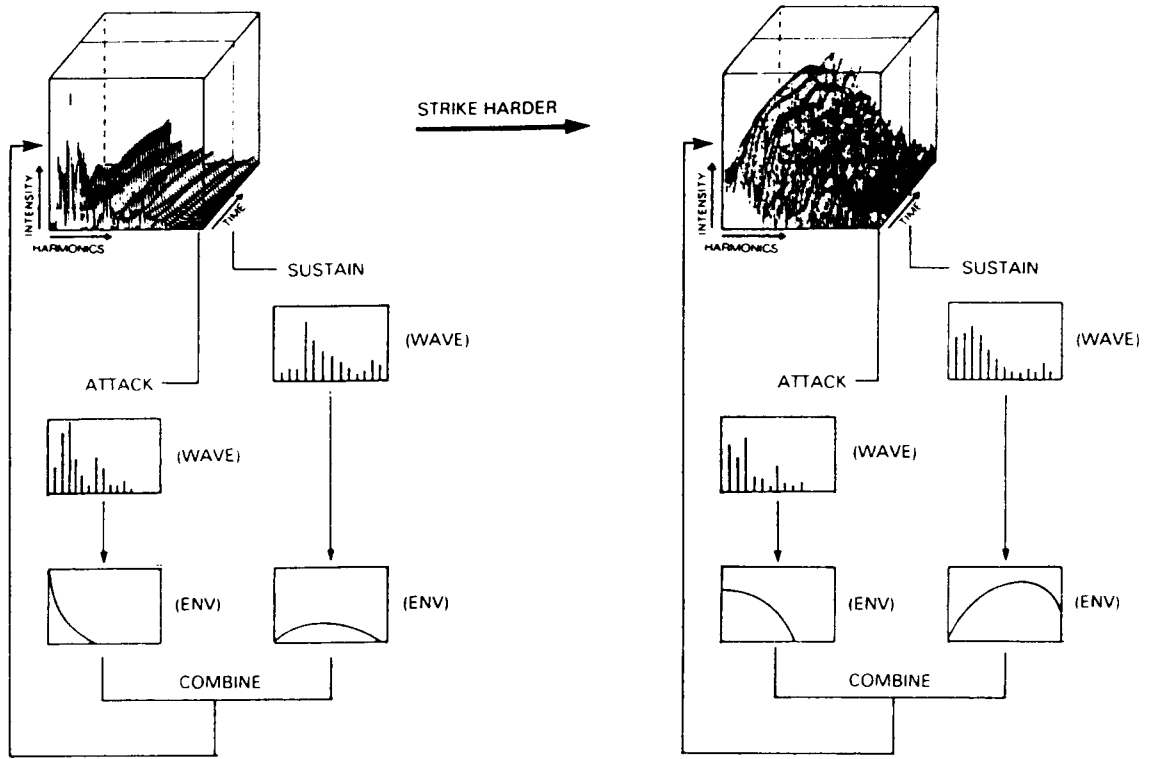 STRIKE HARDER
INTENSITY
HARMONICS
TIME
SUSTAIN
(WAVE)
ATTACK
(WAVE)
(ENV)
(ENV)
COMBINE
INTENSITY
HARMONICS
TIME
SUSTAIN
(WAVE)
ATTACK
(WAVE)
(ENV)
(ENV)
COMBINE